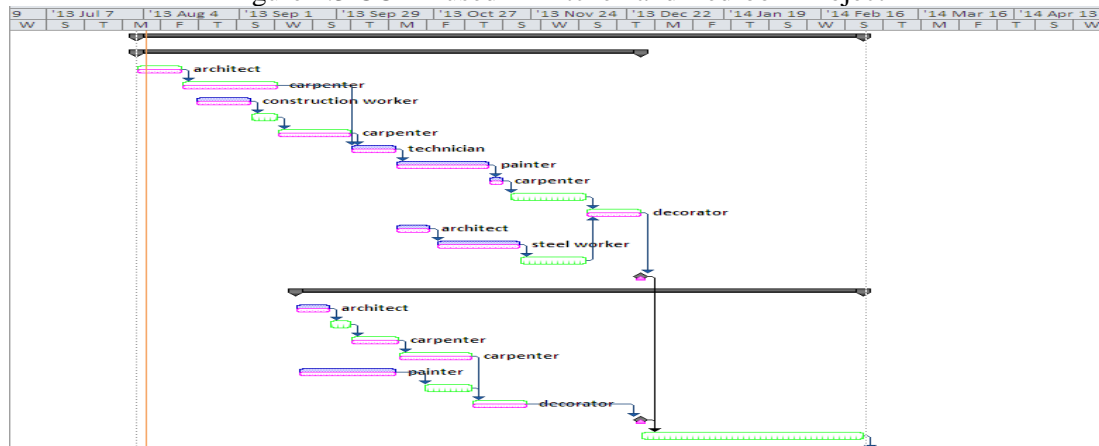 9 '13 Jul 7 '13 Aug 4 '13 Sep 1 '13 Sep 29 '13 Oct 27 '13 Nov 24 '13 Dec 22 '14 Jan 19 '14 Feb 16 '14 Mar 16 '14 Apr 13
W S T M F T S W S T M F T S W S T M F T S W S T M F T S W
architect
carpenter
construction worker
carpenter
technician
painter
carpenter
decorator
architect
steel worker
architect
carpenter
carpenter
painter
decorator